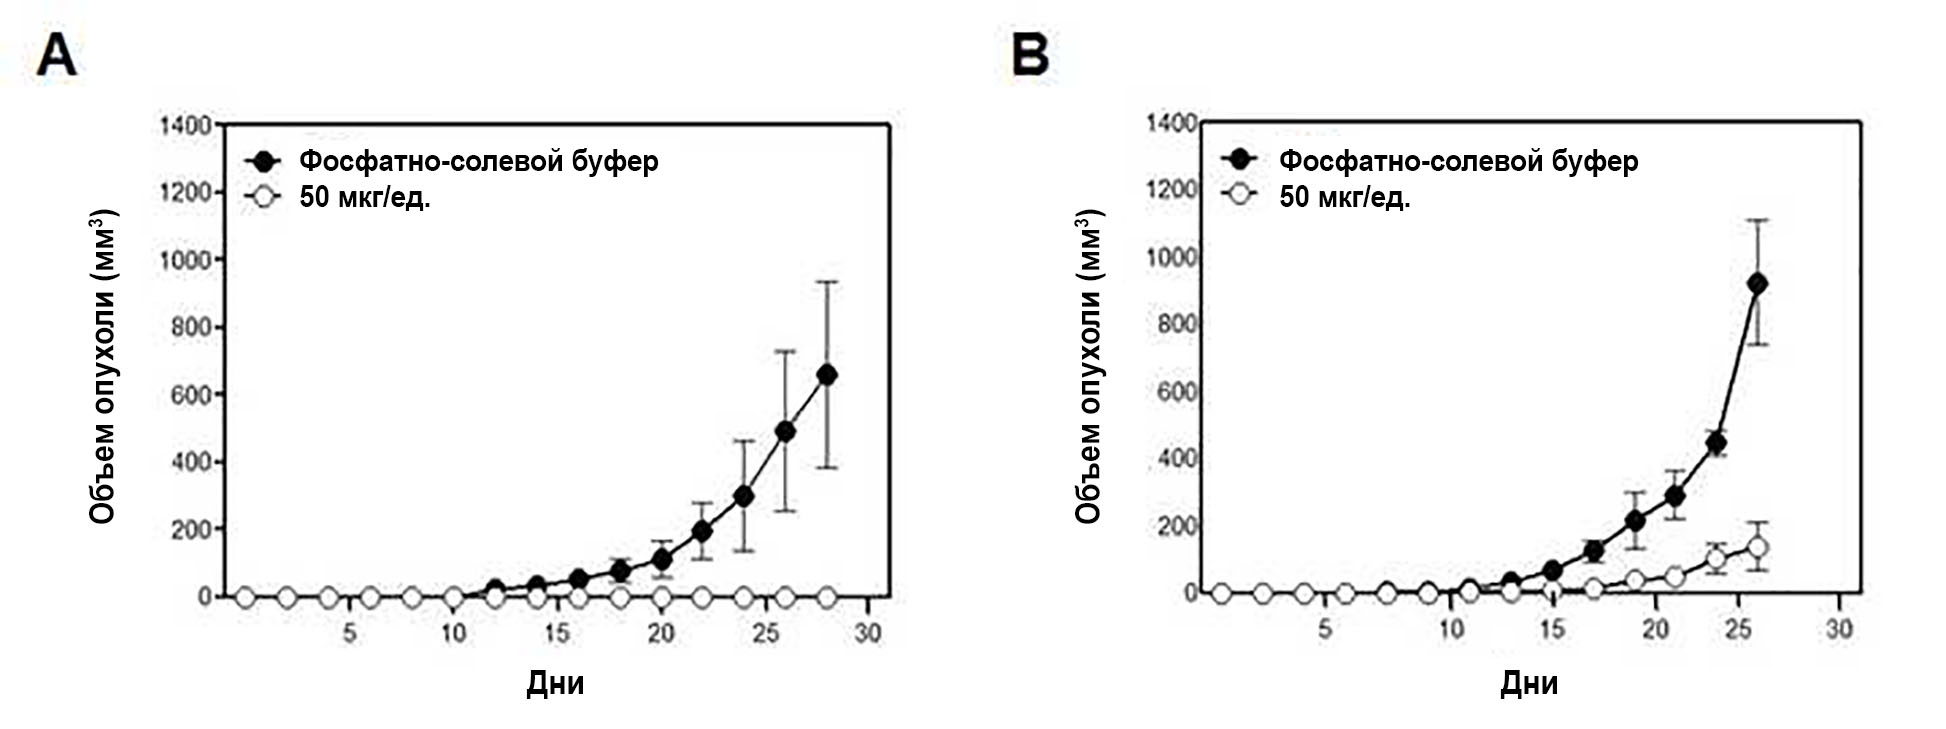 A
B
1400
1200
1000
800
600
400
200
0
Фосфатно-солевой буфер
50 мкг/ед.
Объем опухоли (мм³)
5 10 15 20 25 30
Дни
1400
1200
1000
800
600
400
200
0
Фосфатно-солевой буфер
50 мкг/ед.
Объем опухоли (мм³)
5 10 15 20 25 30
Дни